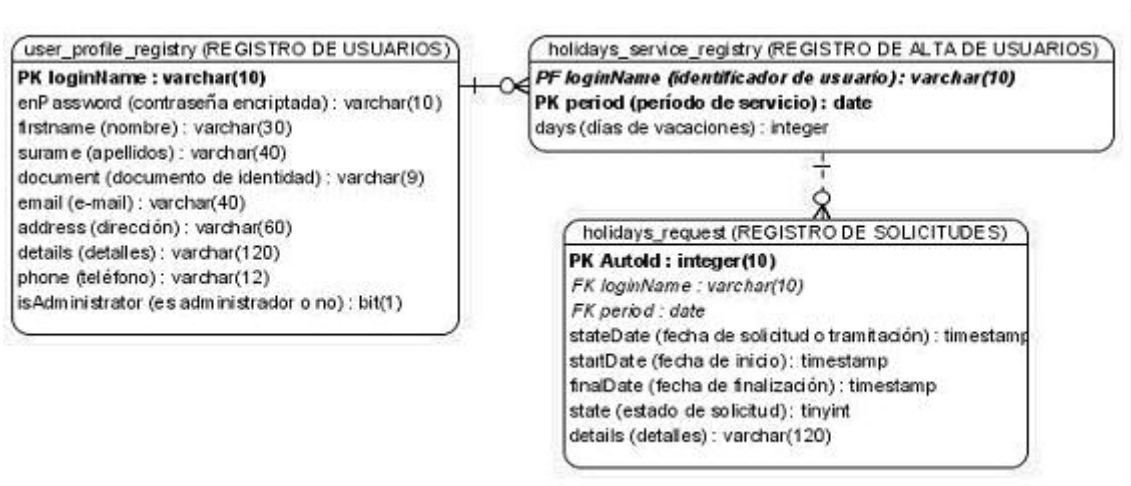 user_profile_registry (REGISTRO DE USUARIOS)
PK loginName : varchar(10)
enPassword (contraseña encriptada) : varchar(10)
firstname (nombre) : varchar(30)
surame (apellidos) : varchar(40)
document (documento de identidad) : varchar(9)
email (e-mail) : varchar(40)
address (dirección) : varchar(60)
details (detalles) : varchar(120)
phone (teléfono) : varchar(12)
isAdministrator (es administrador o no) : bit(1)
holidays_service_registry (REGISTRO DE ALTA DE USUARIOS)
PF loginName (identificador de usuario) : varchar(10)
PK period (período de servicio) : date
days (días de vacaciones) : integer
holidays_request (REGISTRO DE SOLICITUDES)
PK AutoId : integer(10)
FK loginName : varchar(10)
FK period : date
stateDate (fecha de solicitud o tramitación) : timestamp
startDate (fecha de inicio) : timestamp
finalDate (fecha de finalización) : timestamp
state (estado de solicitud) : tinyint
details (detalles) : varchar(120)